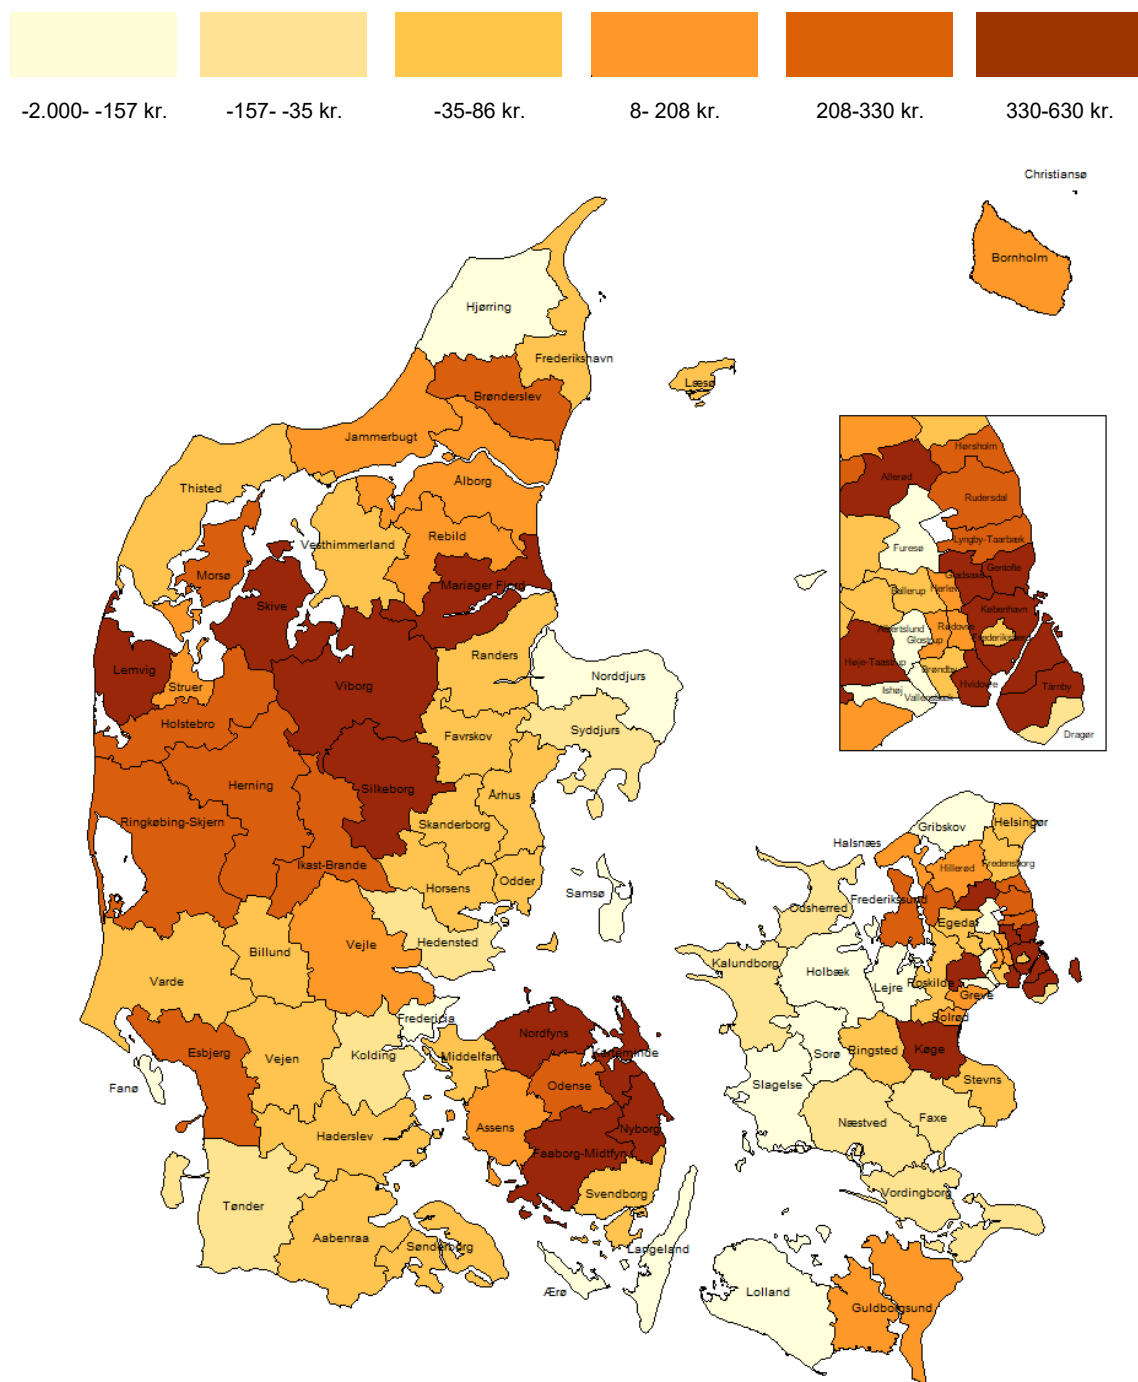 -2.000- -157 kr.
-157- -35 kr.
-35-86 kr.
8- 208 kr.
208-330 kr.
330-630 kr.
Christiansø
Bornholm
Hjørring
Frederikshavn
Læsø
Brønderslev
Jammerbugt
Thisted
Ålborg
Vesthimmerland
Rebild
Morsø
Mariager Fjord
Skive
Lemvig
Struer
Viborg
Randers
Norddjurs
Holstebro
Favrskov
Syddjurs
Herning
Silkeborg
Århus
Ringkøbing-Skjern
Skanderborg
Ikast-Brande
Horsens
Odder
Samsø
Hedensted
Vejle
Billund
Varde
Fredericia
Esbjerg
Vejen
Kolding
Middelfart
Fanø
Nordfyns
Kerteminde
Odense
Assens
Nyborg
Faaborg-Midtfyn
Haderslev
Svendborg
Tønder
Aabenraa
Sønderborg
Langeland
Ærø
Hørsholm
Allerød
Rudersdal
Lyngby-Taarbæk
Furesø
Gentofte
Gladsaxe
Ballerup
Herlev
København
Albertslund
Rødovre
Glostrup
Frederiksberg
Høje-Taastrup
Brøndby
Hvidovre
Tårnby
Ishøj
Vallensbæk
Dragør
Gribskov
Helsingør
Halsnæs
Hillerød
Fredensborg
Frederikssund
Odsherred
Egedal
Kalundborg
Holbæk
Lejre
Roskilde
Greve
Solrød
Sorø
Ringsted
Køge
Slagelse
Stevns
Næstved
Faxe
Vordingborg
Lolland
Guldborgsund